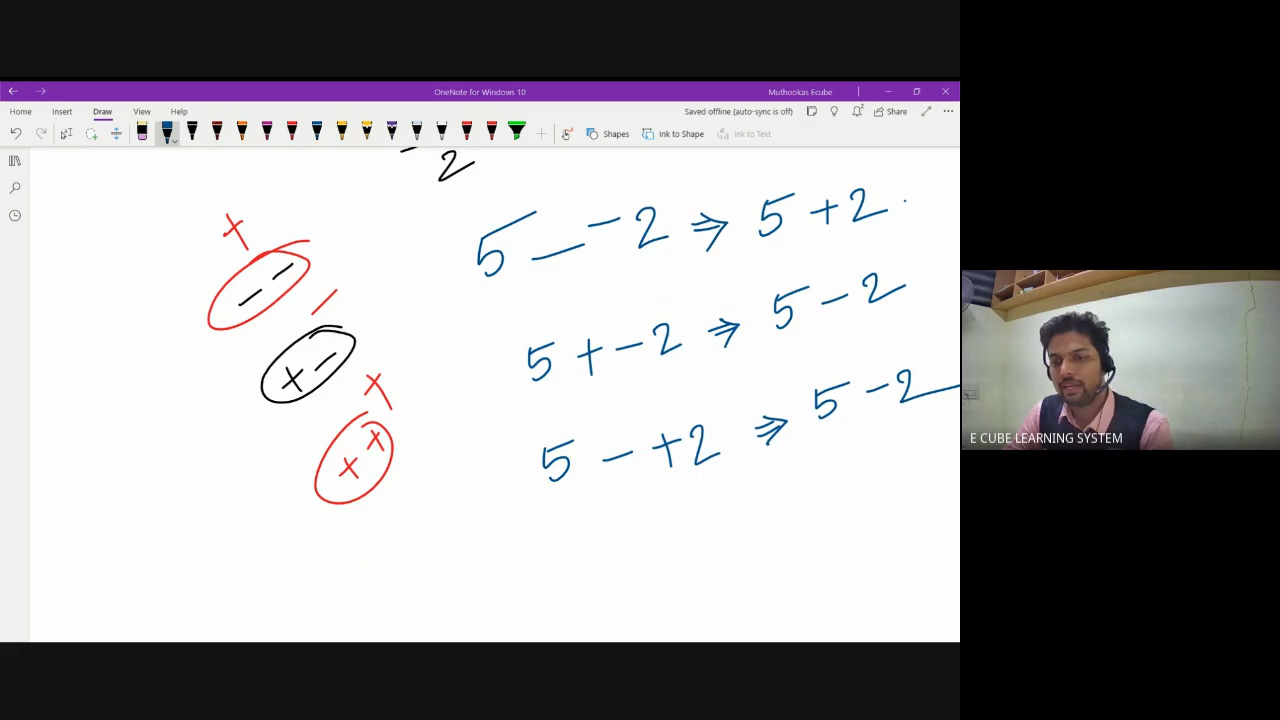 OneNote for Windows 10
Muthookas Ecube
Home Insert Draw View Help
Saved offline (auto-sync is off)
Share
Shapes
Ink to Shape
Ink to Text
- 2
5 - - 2 ⇒ 5 + 2
+
- -
-
5 + - 2 ⇒ 5 - 2
+ -
+
5 - + 2 ⇒ 5 - 2
+ +
E CUBE LEARNING SYSTEM